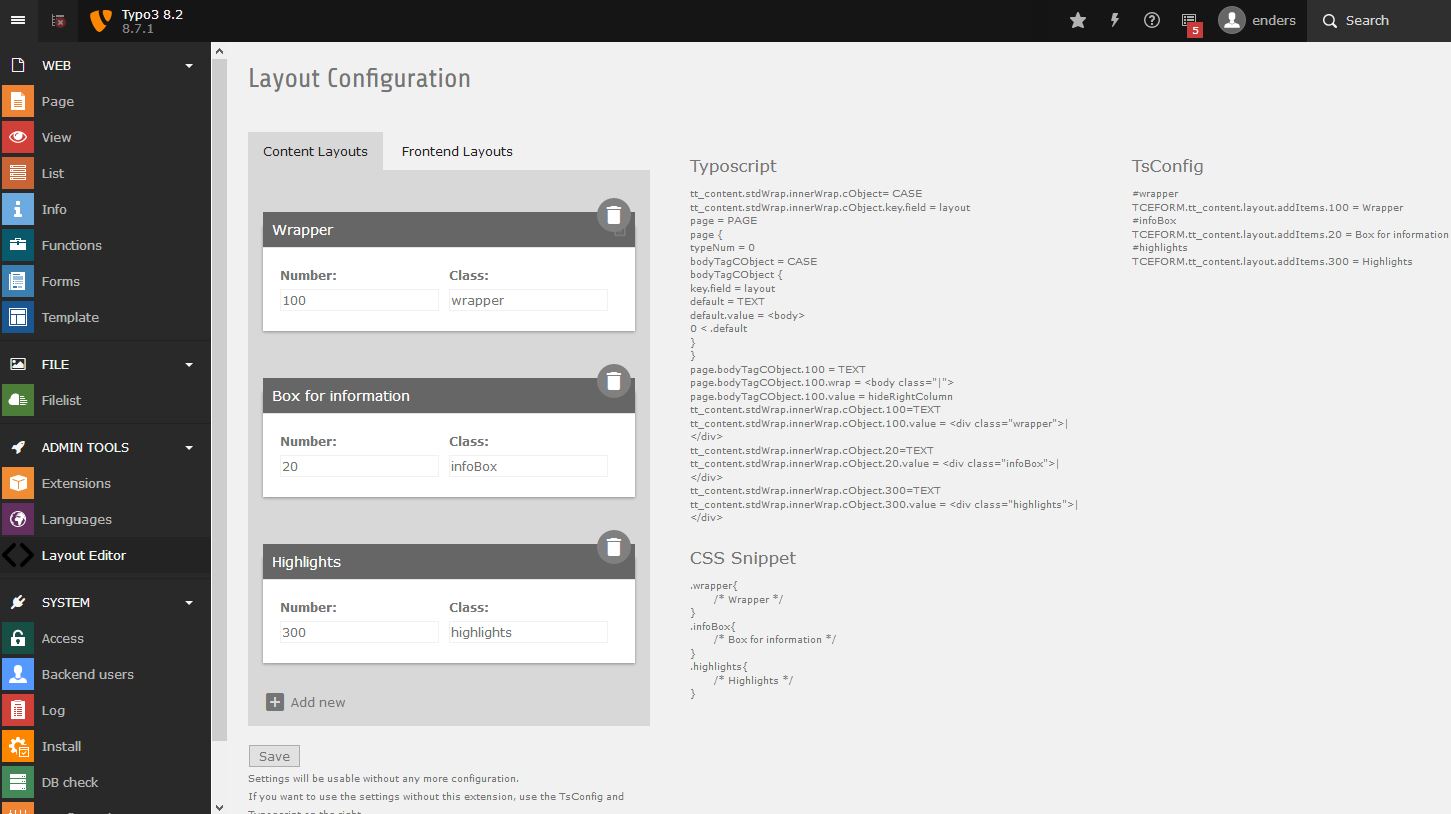 Typo3 8.2
8.7.1
5
enders
Search
WEB
Page
View
List
Info
Functions
Forms
Template
FILE
Filelist
ADMIN TOOLS
Extensions
Languages
Layout Editor
SYSTEM
Access
Backend users
Log
Install
DB check
Layout Configuration
Content Layouts
Frontend Layouts
Wrapper
Number:
Class:
100
wrapper
Box for information
Number:
Class:
20
infoBox
Highlights
Number:
Class:
300
highlights
Add new
Save
Settings will be usable without any more configuration.
If you want to use the settings without this extension, use the TsConfig and
Typoscript on the right.
Typoscript
tt_content.stdWrap.innerWrap.cObject= CASE
tt_content.stdWrap.innerWrap.cObject.key.field = layout
page = PAGE
page {
typeNum = 0
bodyTagCObject = CASE
bodyTagCObject {
key.field = layout
default = TEXT
default.value = <body>
0 < .default
}
}
page.bodyTagCObject.100 = TEXT
page.bodyTagCObject.100.wrap = <body class="|">
page.bodyTagCObject.100.value = hideRightColumn
tt_content.stdWrap.innerWrap.cObject.100=TEXT
tt_content.stdWrap.innerWrap.cObject.100.value = <div class="wrapper">|
</div>
tt_content.stdWrap.innerWrap.cObject.20=TEXT
tt_content.stdWrap.innerWrap.cObject.20.value = <div class="infoBox">|
</div>
tt_content.stdWrap.innerWrap.cObject.300=TEXT
tt_content.stdWrap.innerWrap.cObject.300.value = <div class="highlights">|
</div>
CSS Snippet
.wrapper{
/* Wrapper */
}
.infoBox{
/* Box for information */
}
.highlights{
/* Highlights */
}
TsConfig
#wrapper
TCEFORM.tt_content.layout.addItems.100 = Wrapper
#infoBox
TCEFORM.tt_content.layout.addItems.20 = Box for information
#highlights
TCEFORM.tt_content.layout.addItems.300 = Highlights